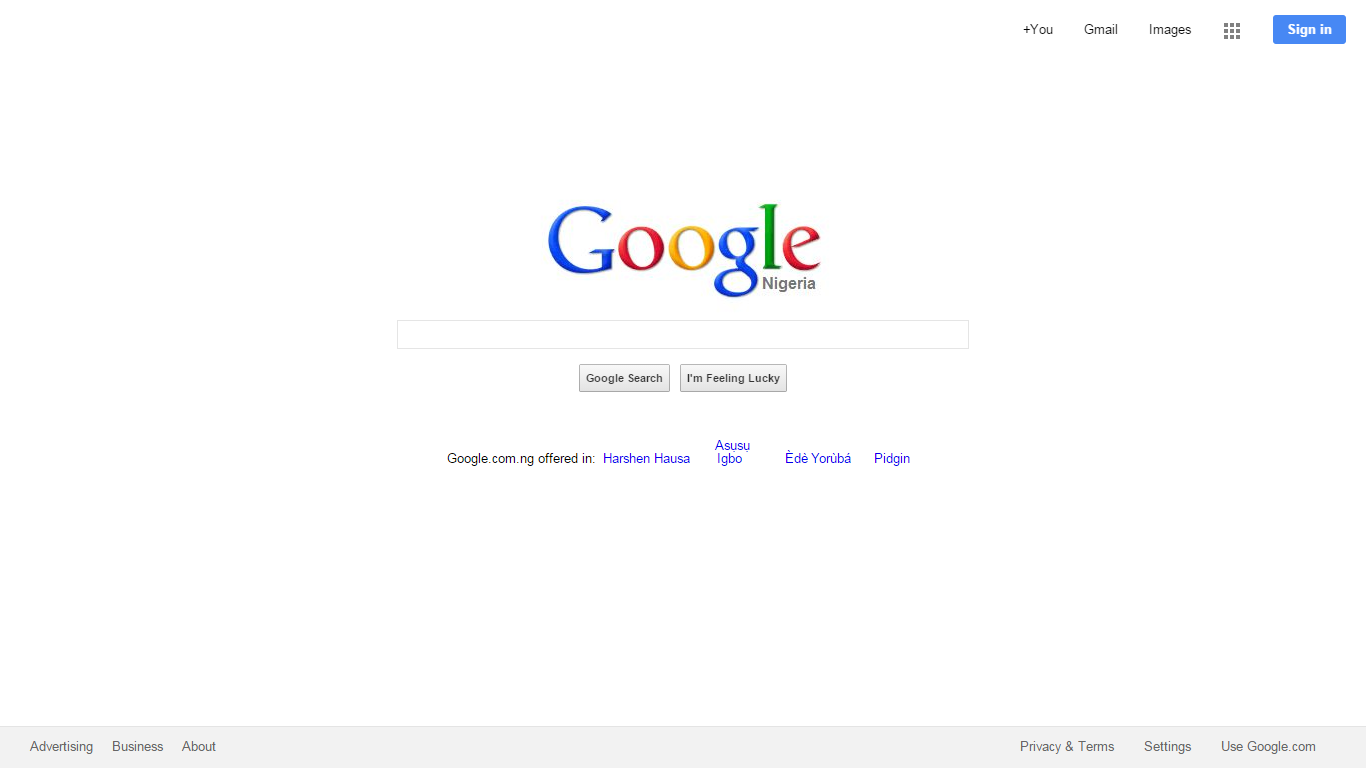 +You Gmail Images Sign in
Google
Nigeria
Google Search I'm Feeling Lucky
Google.com.ng offered in: Harshen Hausa Asụsụ Igbo Èdè Yorùbá Pidgin
Advertising Business About Privacy & Terms Settings Use Google.com